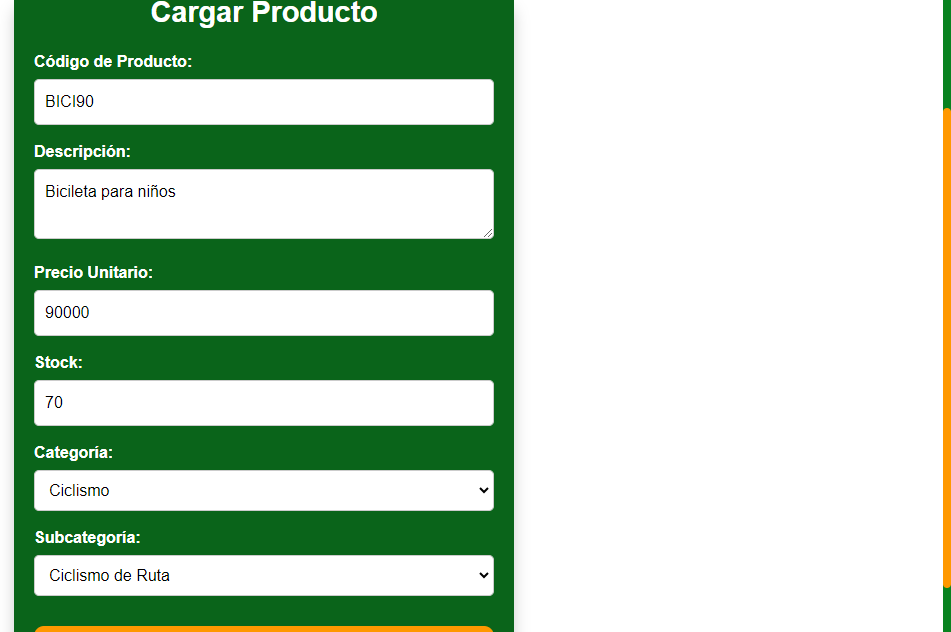 Cargar Producto
Código de Producto:
BICI90
Descripción:
Bicileta para niños
Precio Unitario:
90000
Stock:
70
Categoría:
Ciclismo
Subcategoría:
Ciclismo de Ruta